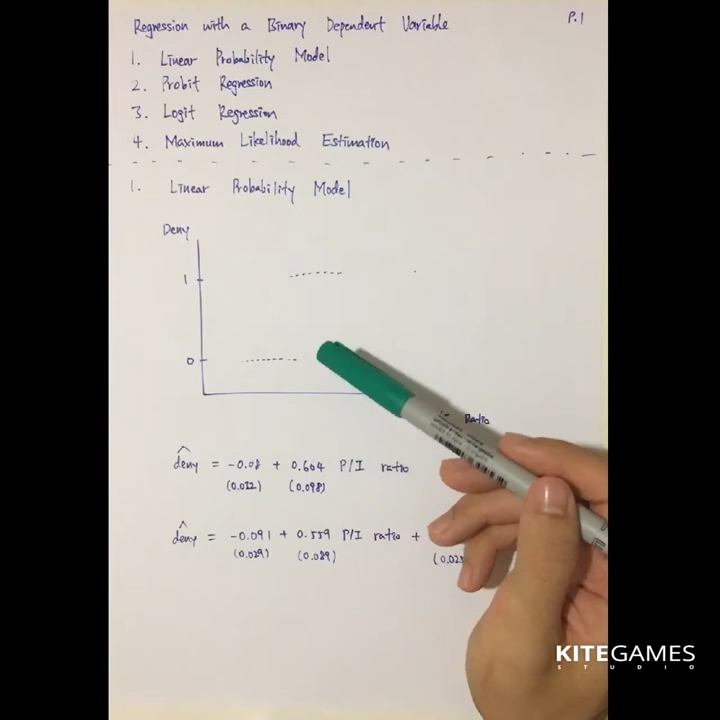 Regression with a Binary Dependent Variable P.1
1. Linear Probability Model
2. Probit Regression
3. Logit Regression
4. Maximum Likelihood Estimation
1. Linear Probability Model
Deny
1
0
Ratio
deny^ = -0.08 + 0.604 P/I ratio
(0.032) (0.098)
deny^ = -0.091 + 0.559 P/I ratio +
(0.029) (0.089) (0.025
KITEGAMES
STUDIO